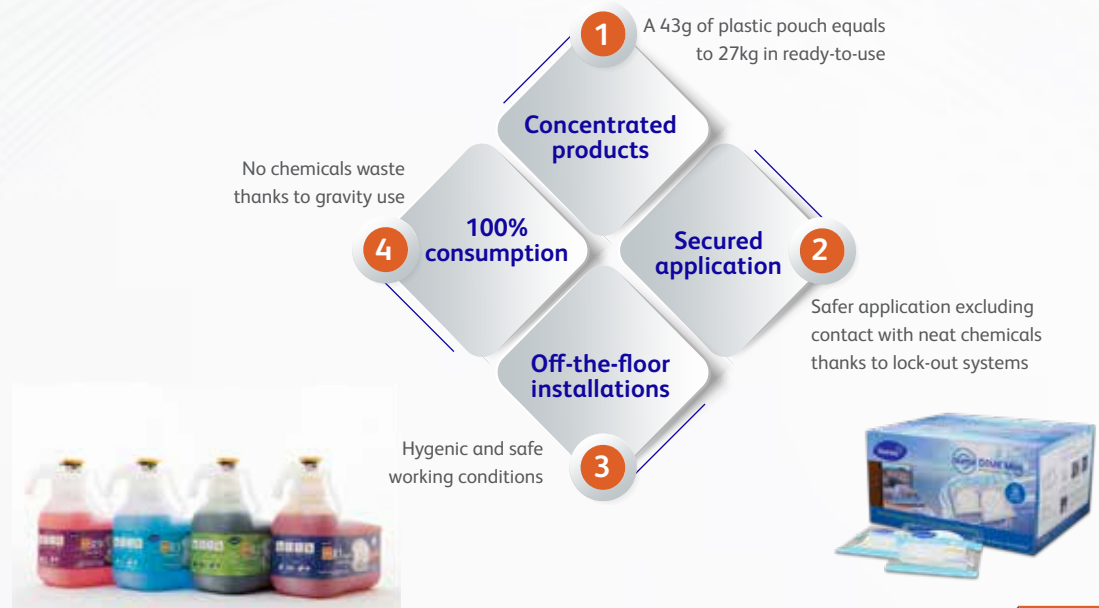 1
A 43g of plastic pouch equals
to 27kg in ready-to-use
Concentrated
products
No chemicals waste
thanks to gravity use
4
100%
consumption
Secured
application
2
Safer application excluding
contact with neat chemicals
thanks to lock-out systems
Off-the-floor
installations
Hygenic and safe
working conditions
3